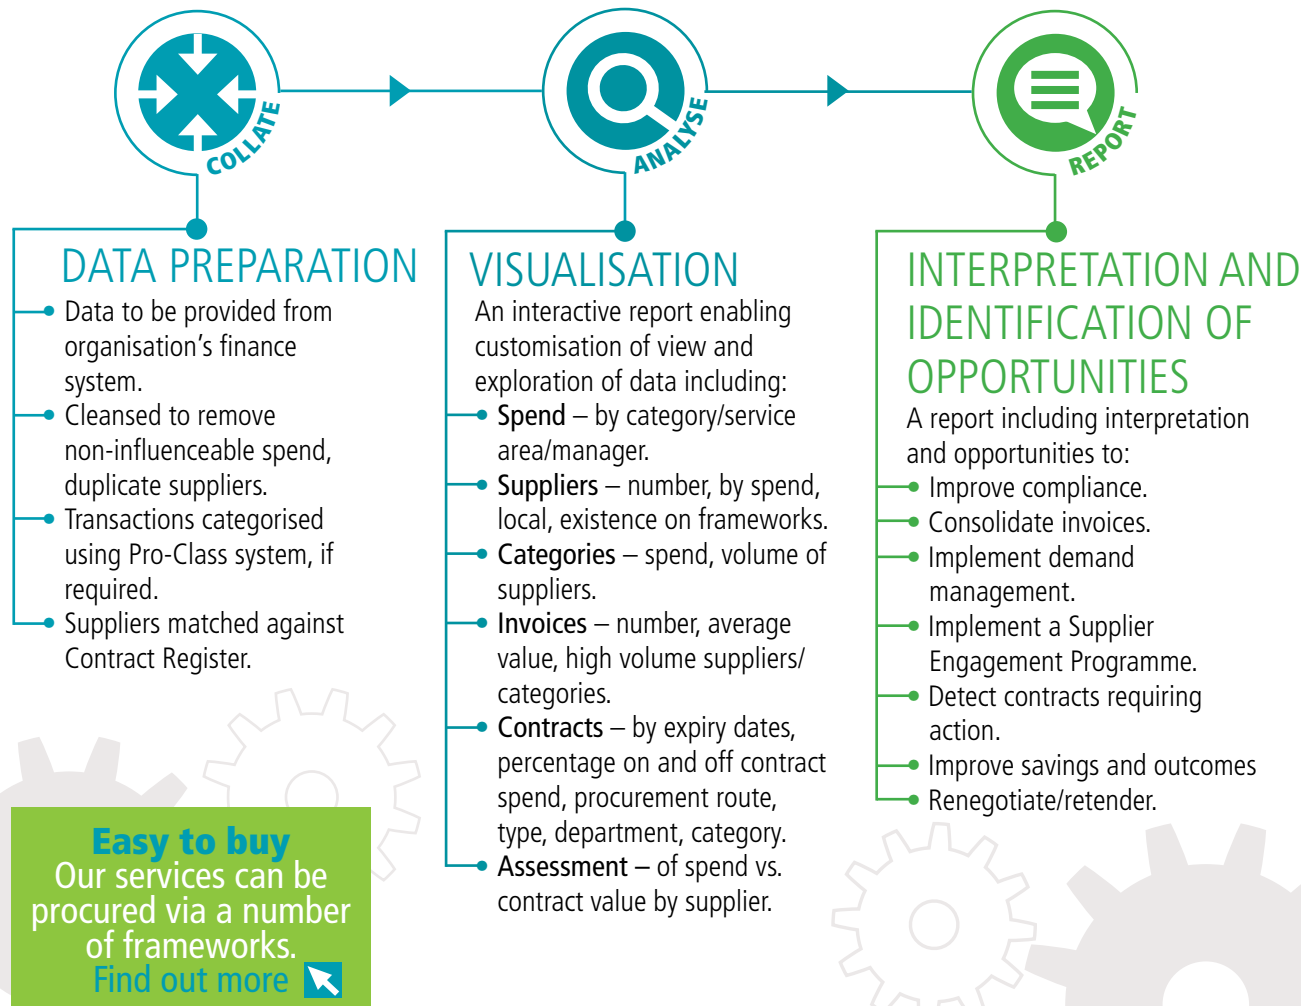 COLLATE
ANALYSE
REPORT
DATA PREPARATION
Data to be provided from
organisation’s finance
system.
Cleansed to remove
non-influenceable spend,
duplicate suppliers.
Transactions categorised
using Pro-Class system, if
required.
Suppliers matched against
Contract Register.
VISUALISATION
An interactive report enabling
customisation of view and
exploration of data including:
Spend – by category/service
area/manager.
Suppliers – number, by spend,
local, existence on frameworks.
Categories – spend, volume of
suppliers.
Invoices – number, average
value, high volume suppliers/
categories.
Contracts – by expiry dates,
percentage on and off contract
spend, procurement route,
type, department, category.
Assessment – of spend vs.
contract value by supplier.
INTERPRETATION AND
IDENTIFICATION OF
OPPORTUNITIES
A report including interpretation
and opportunities to:
Improve compliance.
Consolidate invoices.
Implement demand
management.
Implement a Supplier
Engagement Programme.
Detect contracts requiring
action.
Improve savings and outcomes
Renegotiate/retender.
Easy to buy
Our services can be
procured via a number
of frameworks.
Find out more